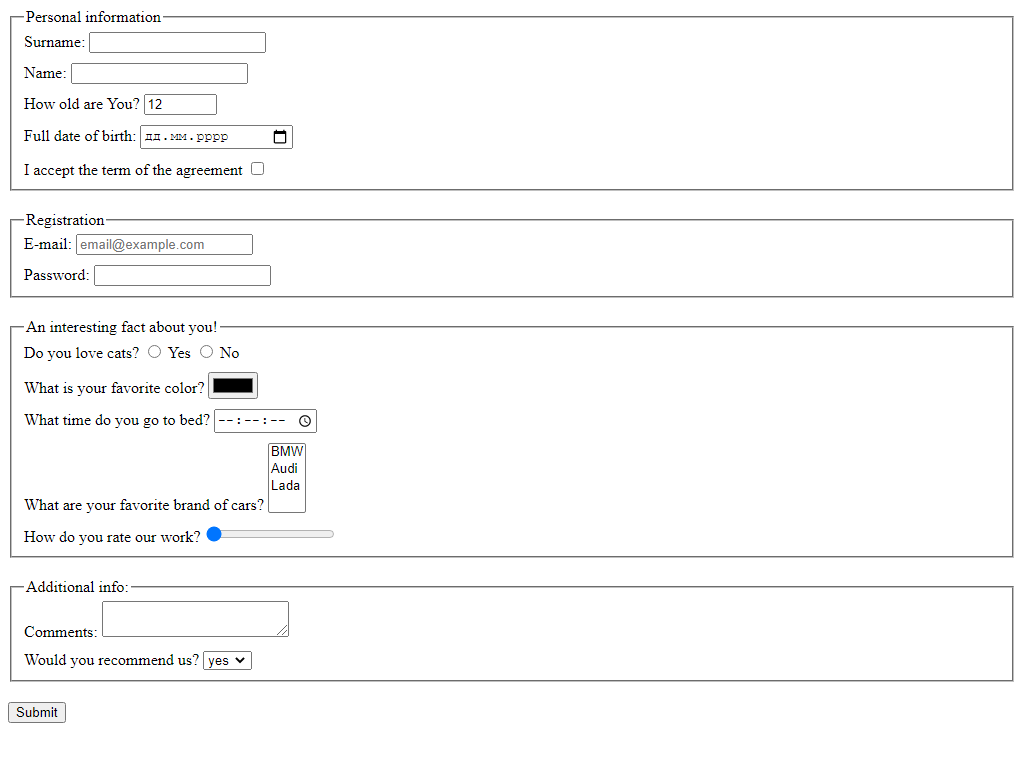 Personal information
Surname:
Name:
How old are You? 12
Full date of birth: дд.мм.рррр
I accept the term of the agreement
Registration
E-mail: email@example.com
Password:
An interesting fact about you!
Do you love cats? Yes No
What is your favorite color?
What time do you go to bed? --:--:--
BMW
Audi
Lada
What are your favorite brand of cars?
How do you rate our work?
Additional info:
Comments:
Would you recommend us? yes
Submit